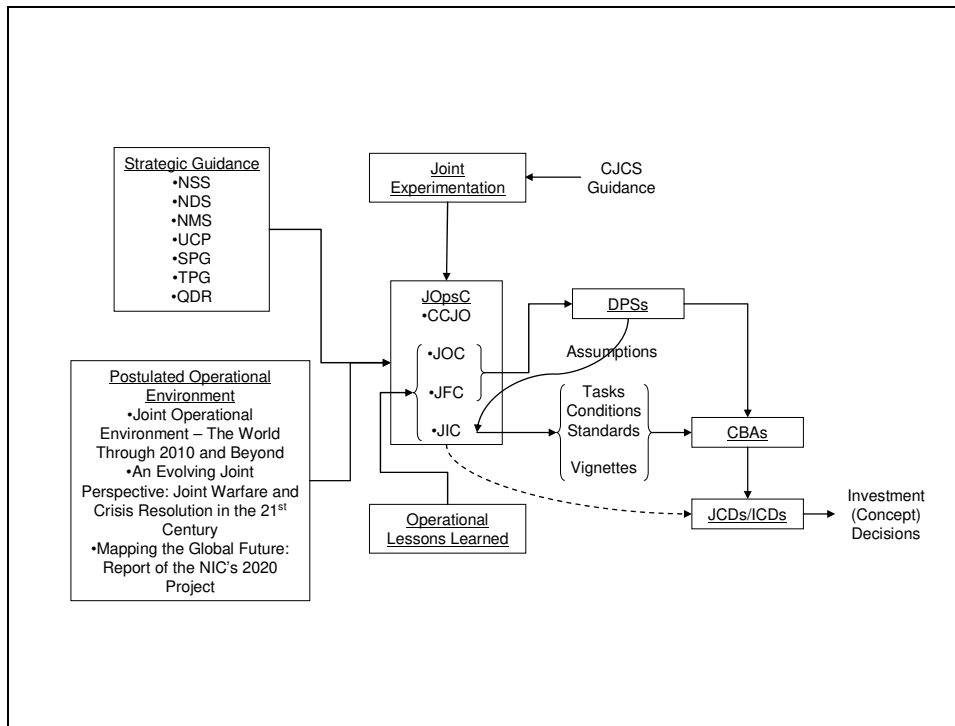 Strategic Guidance
•NSS
•NDS
•NMS
•UCP
•SPG
•TPG
•QDR
Joint
Experimentation
CJCS
Guidance
JOpsC
•CCJO
•JOC
•JFC
•JIC
DPSs
Assumptions
Tasks
Conditions
Standards
Vignettes
CBAs
Postulated Operational
Environment
•Joint Operational
Environment – The World
Through 2010 and Beyond
•An Evolving Joint
Perspective: Joint Warfare and
Crisis Resolution in the 21st
Century
•Mapping the Global Future:
Report of the NIC's 2020
Project
Operational
Lessons Learned
JCDs/ICDs
Investment
(Concept)
Decisions